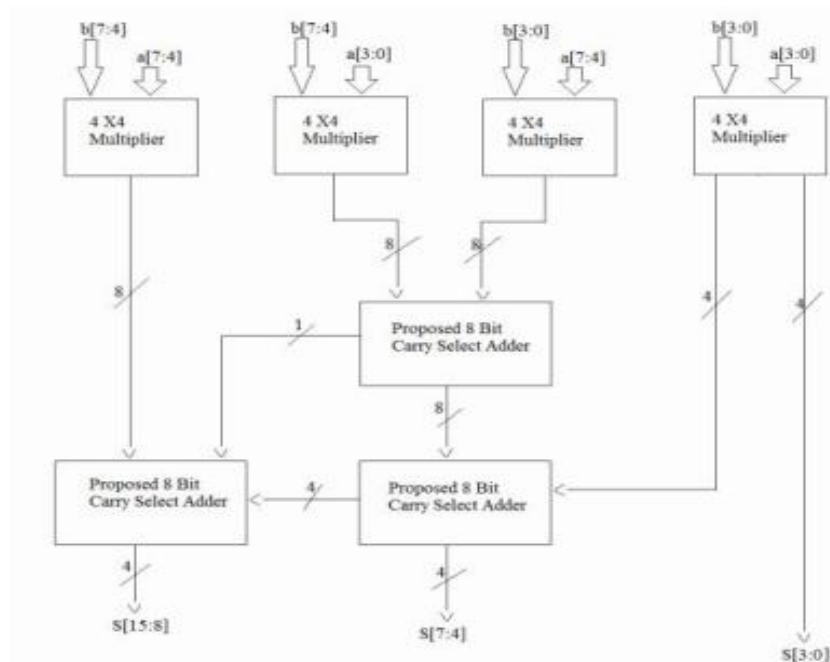 b[7:4]
a[7:4]
b[7:4]
a[3:0]
b[3:0]
a[7:4]
b[3:0]
a[3:0]
4 X4
Multiplier
4 X4
Multiplier
4 X4
Multiplier
4 X4
Multiplier
8
8
8
4
4
1
Proposed 8 Bit
Carry Select Adder
8
Proposed 8 Bit
Carry Select Adder
4
Proposed 8 Bit
Carry Select Adder
4
4
S[15:8]
S[7:4]
S[3:0]